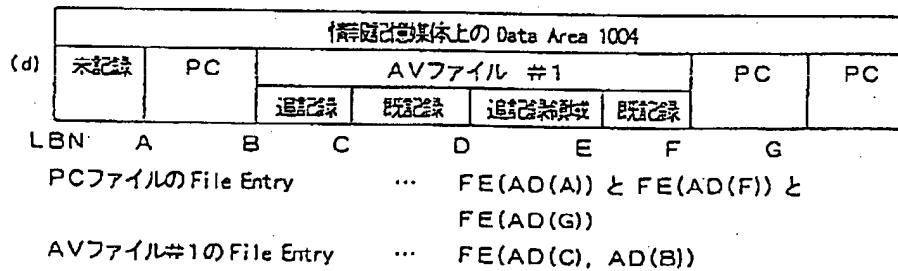 情報記憶媒体上の Data Area 1004
(d) 未記録 PC AVファイル #1 PC PC
追記録 既記録 追記録領域 既記録
LBN A B C D E F G
PCファイルのFile Entry … FE(AD(A)) と FE(AD(F)) と
FE(AD(G))
AVファイル#1のFile Entry … FE(AD(C), AD(B))